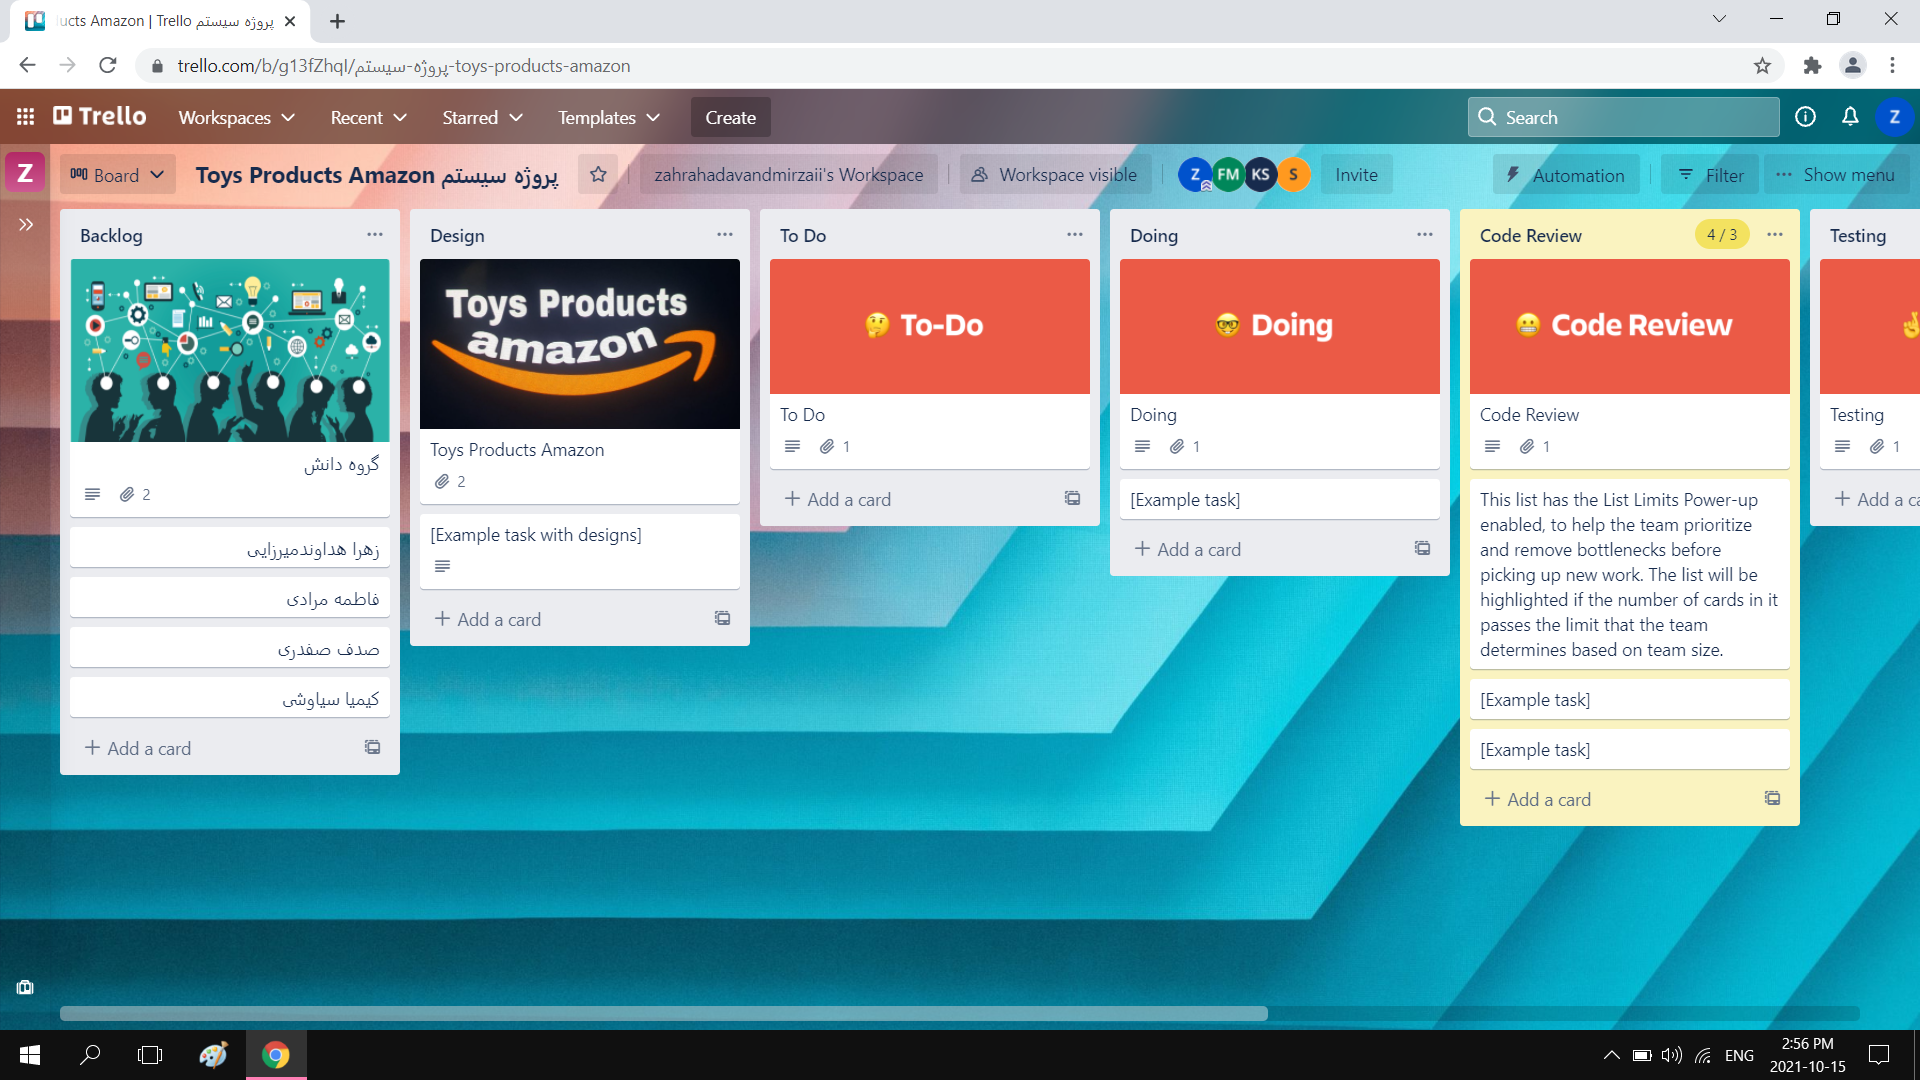 پروژه سیستم ucts Amazon | Trello
trello.com/b/g13fZhqI/پروژه-سیستم-toys-products-amazon
Trello
Workspaces
Recent
Starred
Templates
Create
Search
Z
Z
Board
Toys Products Amazon پروژه سیستم
zahrahadavandmirzaii's Workspace
Workspace visible
Z
FM
KS
S
Invite
Automation
Filter
Show menu
Backlog
گروه دانش
2
زهرا هداوندمیرزایی
فاطمه مرادی
صدف صفدری
کیمیا سیاوشی
Add a card
Design
Toys Products
amazon
Toys Products Amazon
2
[Example task with designs]
Add a card
To Do
To-Do
To Do
1
Add a card
Doing
Doing
Doing
1
[Example task]
Add a card
Code Review
4 / 3
Code Review
Code Review
1
This list has the List Limits Power-up
enabled, to help the team prioritize
and remove bottlenecks before
picking up new work. The list will be
highlighted if the number of cards in it
passes the limit that the team
determines based on team size.
[Example task]
[Example task]
Add a card
Testing
Testing
1
Add a ca
ENG
2:56 PM
2021-10-15